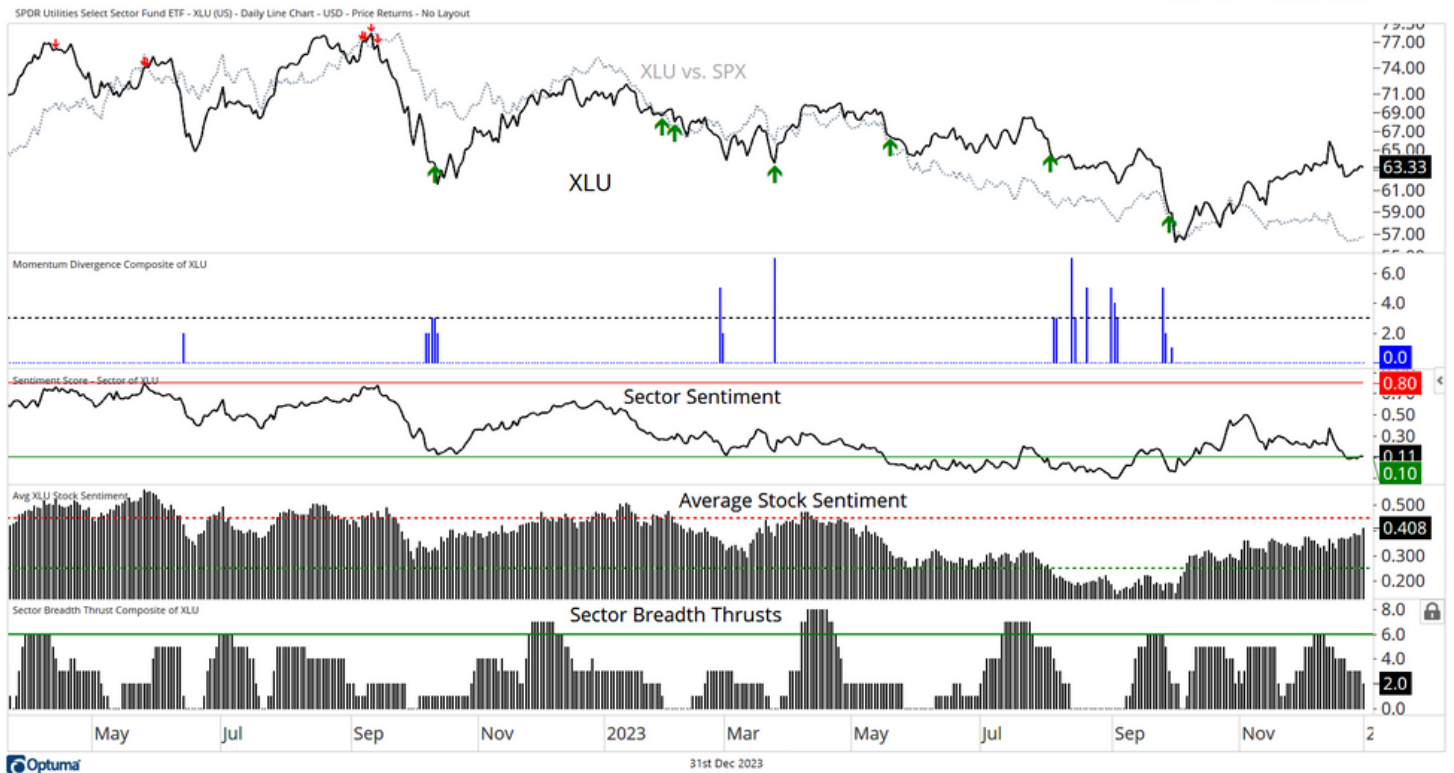 SPDR Utilities Select Sector Fund ETF - XLU (US) - Daily Line Chart - USD - Price Returns - No Layout
77.00
74.00
71.00
69.00
67.00
65.00
63.33
61.00
59.00
57.00
XLU vs. SPX
XLU
Momentum Divergence Composite of XLU
6.0
4.0
2.0
0.0
Sentiment Score - Sector of XLU
Sector Sentiment
0.80
0.50
0.30
0.11
0.10
Avg XLU Stock Sentiment
Average Stock Sentiment
0.500
0.408
0.300
0.200
Sector Breadth Thrust Composite of XLU
Sector Breadth Thrusts
8.0
6.0
4.0
2.0
0.0
May
Jul
Sep
Nov
2023
Mar
May
Jul
Sep
Nov
2
Optuma
31st Dec 2023